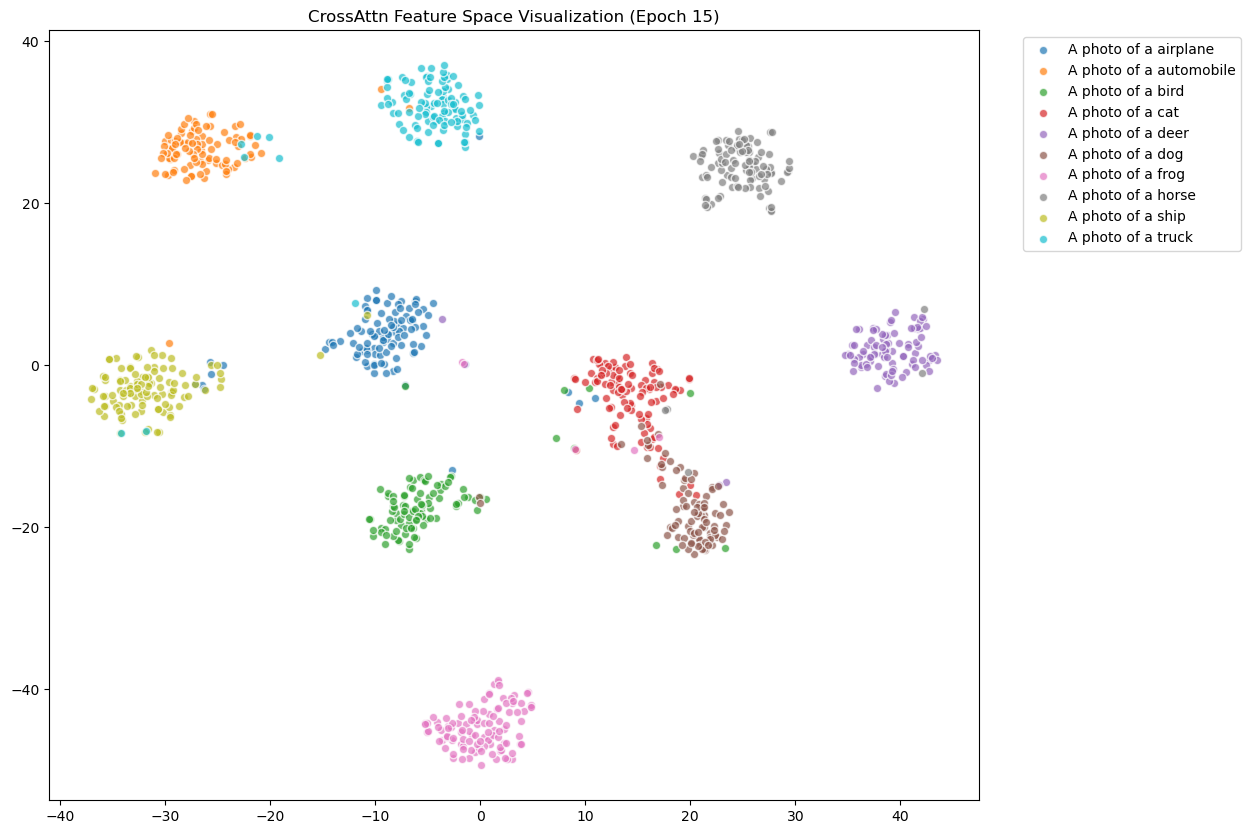 CrossAttn Feature Space Visualization (Epoch 15)
40
20
0
−20
−40
−40
−30
−20
−10
0
10
20
30
40
A photo of a airplane
A photo of a automobile
A photo of a bird
A photo of a cat
A photo of a deer
A photo of a dog
A photo of a frog
A photo of a horse
A photo of a ship
A photo of a truck